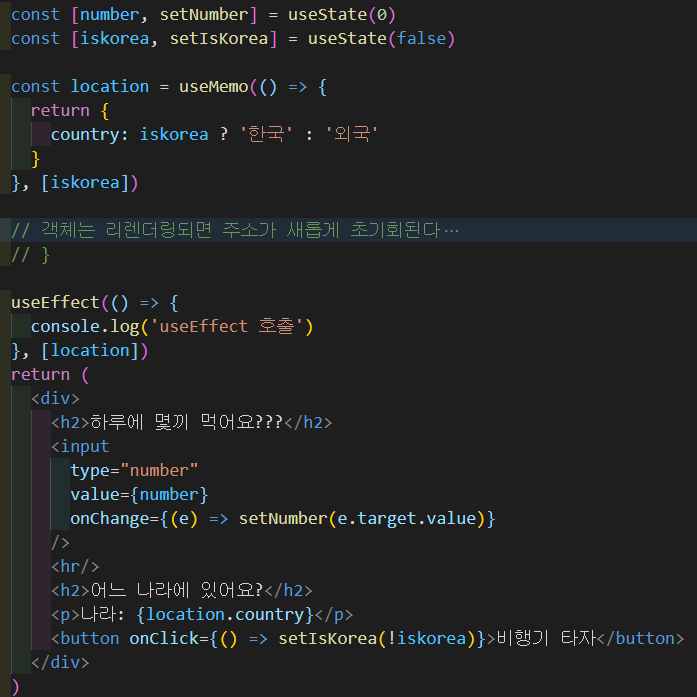 const [number, setNumber] = useState(0)
const [iskorea, setIsKorea] = useState(false)
const location = useMemo(() => {
return {
country: iskorea ? '한국' : '외국'
}
}, [iskorea])
// 객체는 리렌더링되면 주소가 새롭게 초기회된다…
// }
useEffect(() => {
console.log('useEffect 호출')
}, [location])
return (
<div>
<h2>하루에 몇끼 먹어요???</h2>
<input
type="number"
value={number}
onChange={(e) => setNumber(e.target.value)}
/>
<hr/>
<h2>어느 나라에 있어요?</h2>
<p>나라: {location.country}</p>
<button onClick={() => setIsKorea(!iskorea)}>비행기 타자</button>
</div>
)